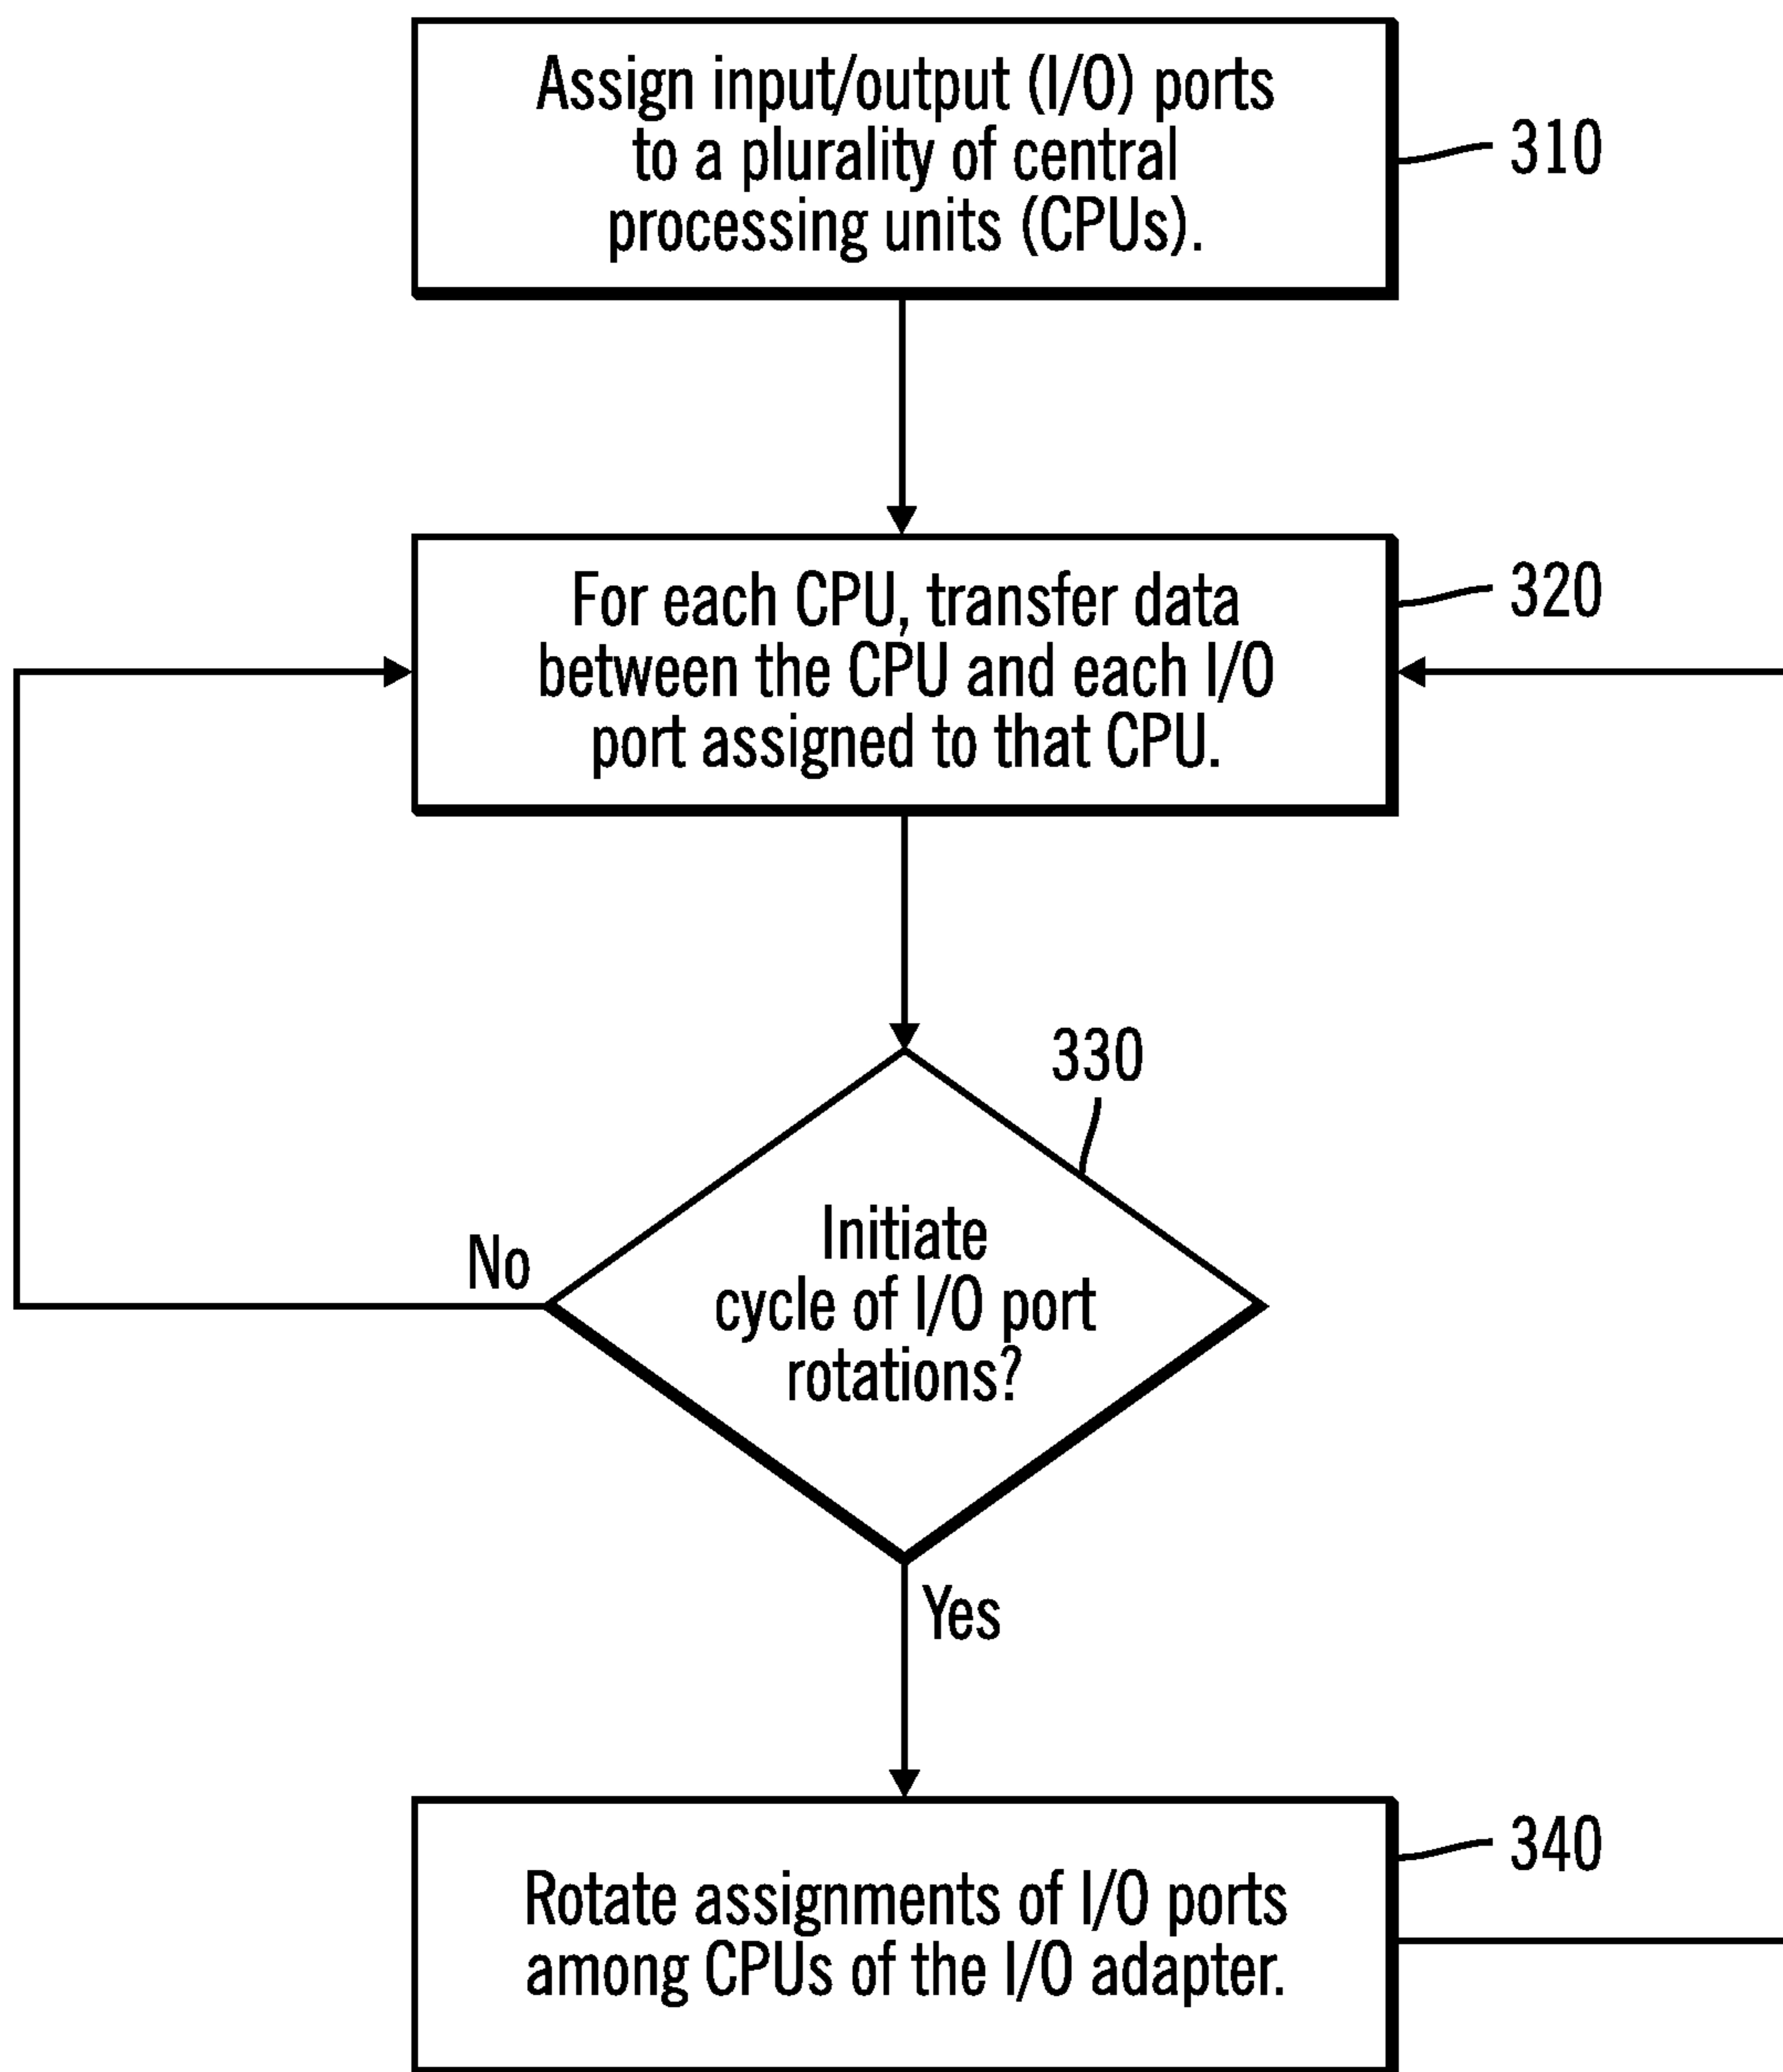 Assign input/output (I/O) ports
to a plurality of central
processing units (CPUs).
310
For each CPU, transfer data
between the CPU and each I/O
port assigned to that CPU.
320
330
Initiate
cycle of I/O port
rotations?
No
Yes
Rotate assignments of I/O ports
among CPUs of the I/O adapter.
340